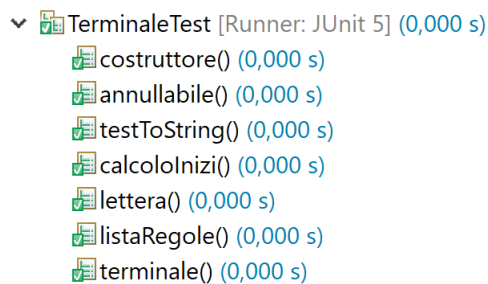 TerminaleTest [Runner: JUnit 5] (0,000 s)
costruttore() (0,000 s)
annullabile() (0,000 s)
testToString() (0,000 s)
calcoloInizi() (0,000 s)
lettera() (0,000 s)
listaRegole() (0,000 s)
terminale() (0,000 s)